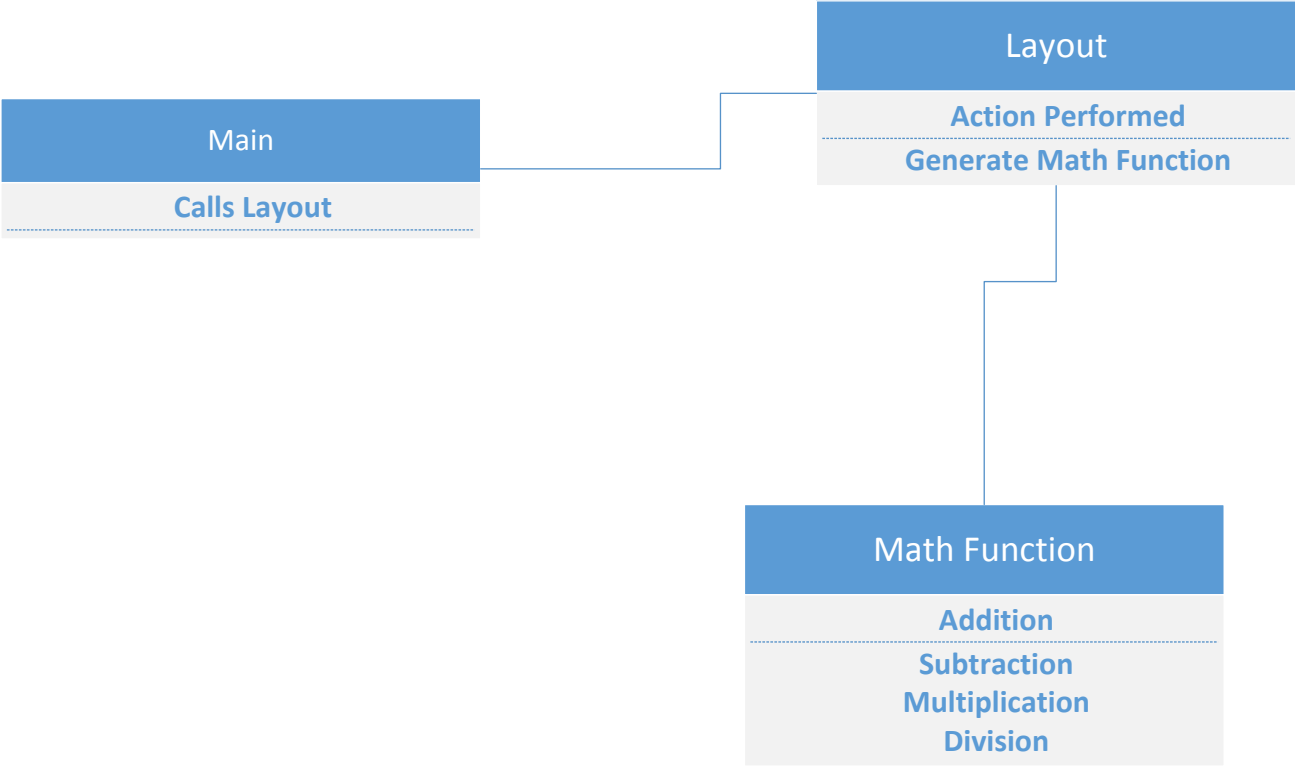 Layout
Action Performed
Generate Math Function
Main
Calls Layout
Math Function
Addition
Subtraction
Multiplication
Division